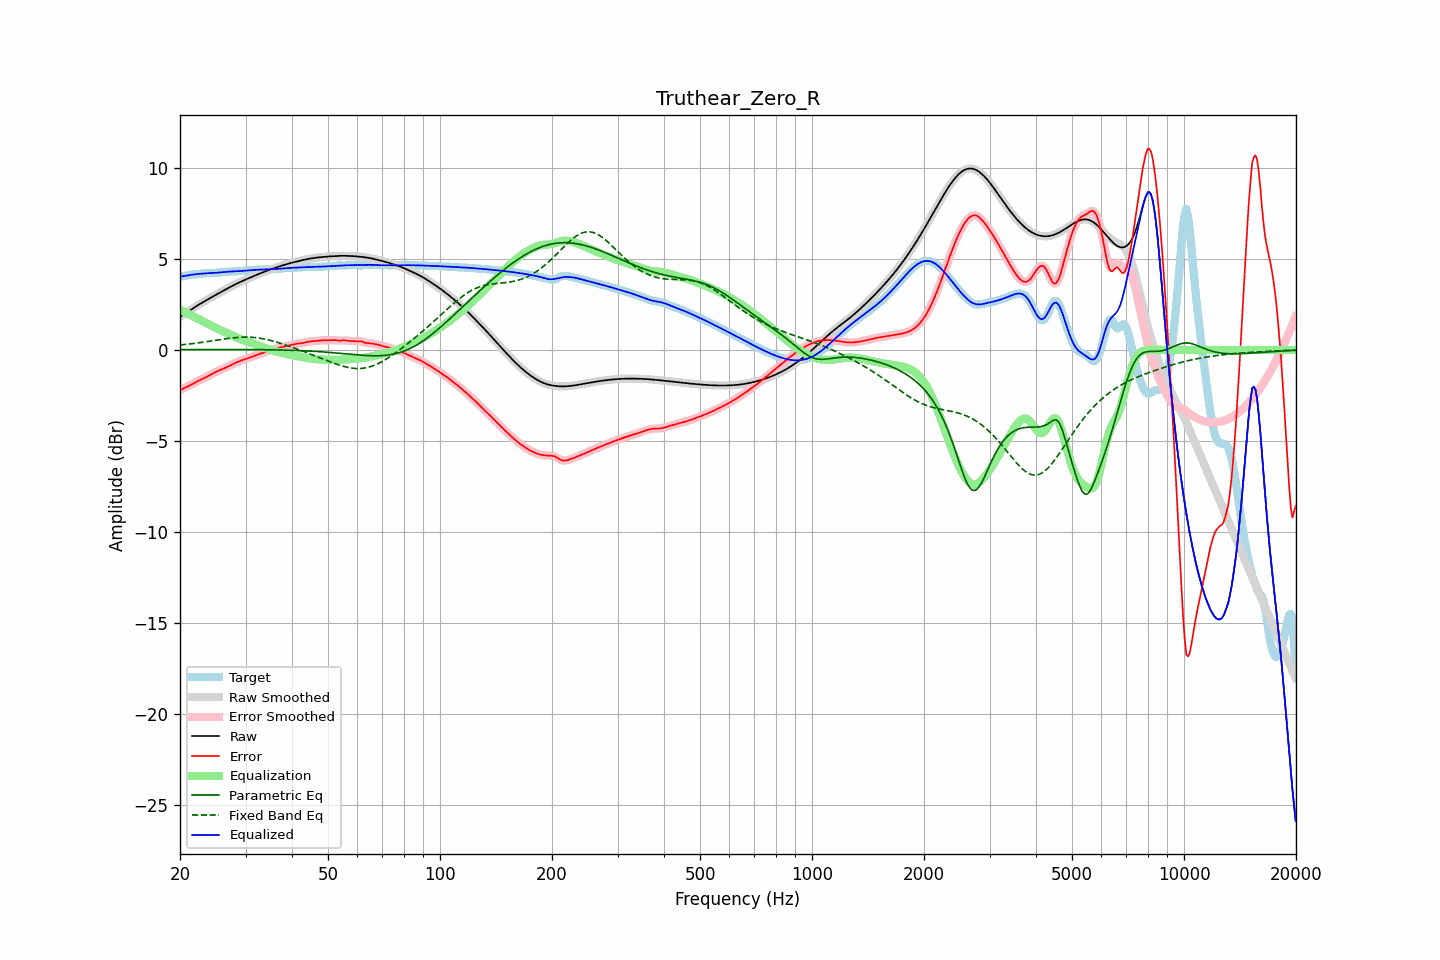 Truthear_Zero_R
Amplitude (dBr)
10
5
0
−5
−10
−15
−20
−25
Target
Raw Smoothed
Error Smoothed
Raw
Error
Equalization
Parametric Eq
Fixed Band Eq
Equalized
20 50 100 200 500 1000 2000 5000 10000 20000
Frequency (Hz)